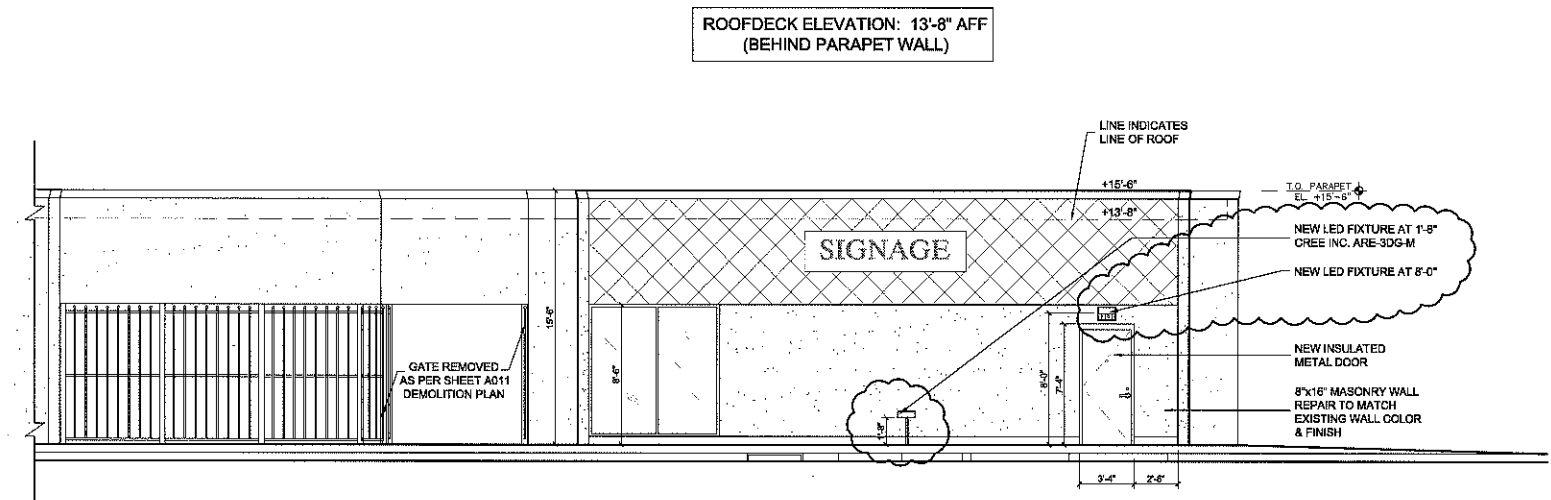 ROOFDECK ELEVATION: 13'-8" AFF
(BEHIND PARAPET WALL)
LINE INDICATES
LINE OF ROOF
+15'-6"
T.O. PARAPET
EL. +15'-6"
+13'-8"
NEW LED FIXTURE AT 1'-8"
CREE INC. ARE-3DG-M
SIGNAGE
NEW LED FIXTURE AT 8'-0"
15'-6"
GATE REMOVED
AS PER SHEET A011
DEMOLITION PLAN
8'-6"
8'-0"
7'-4"
NEW INSULATED
METAL DOOR
8"x16" MASONRY WALL
REPAIR TO MATCH
EXISTING WALL COLOR
& FINISH
1'-8"
3'-4"
2'-6"